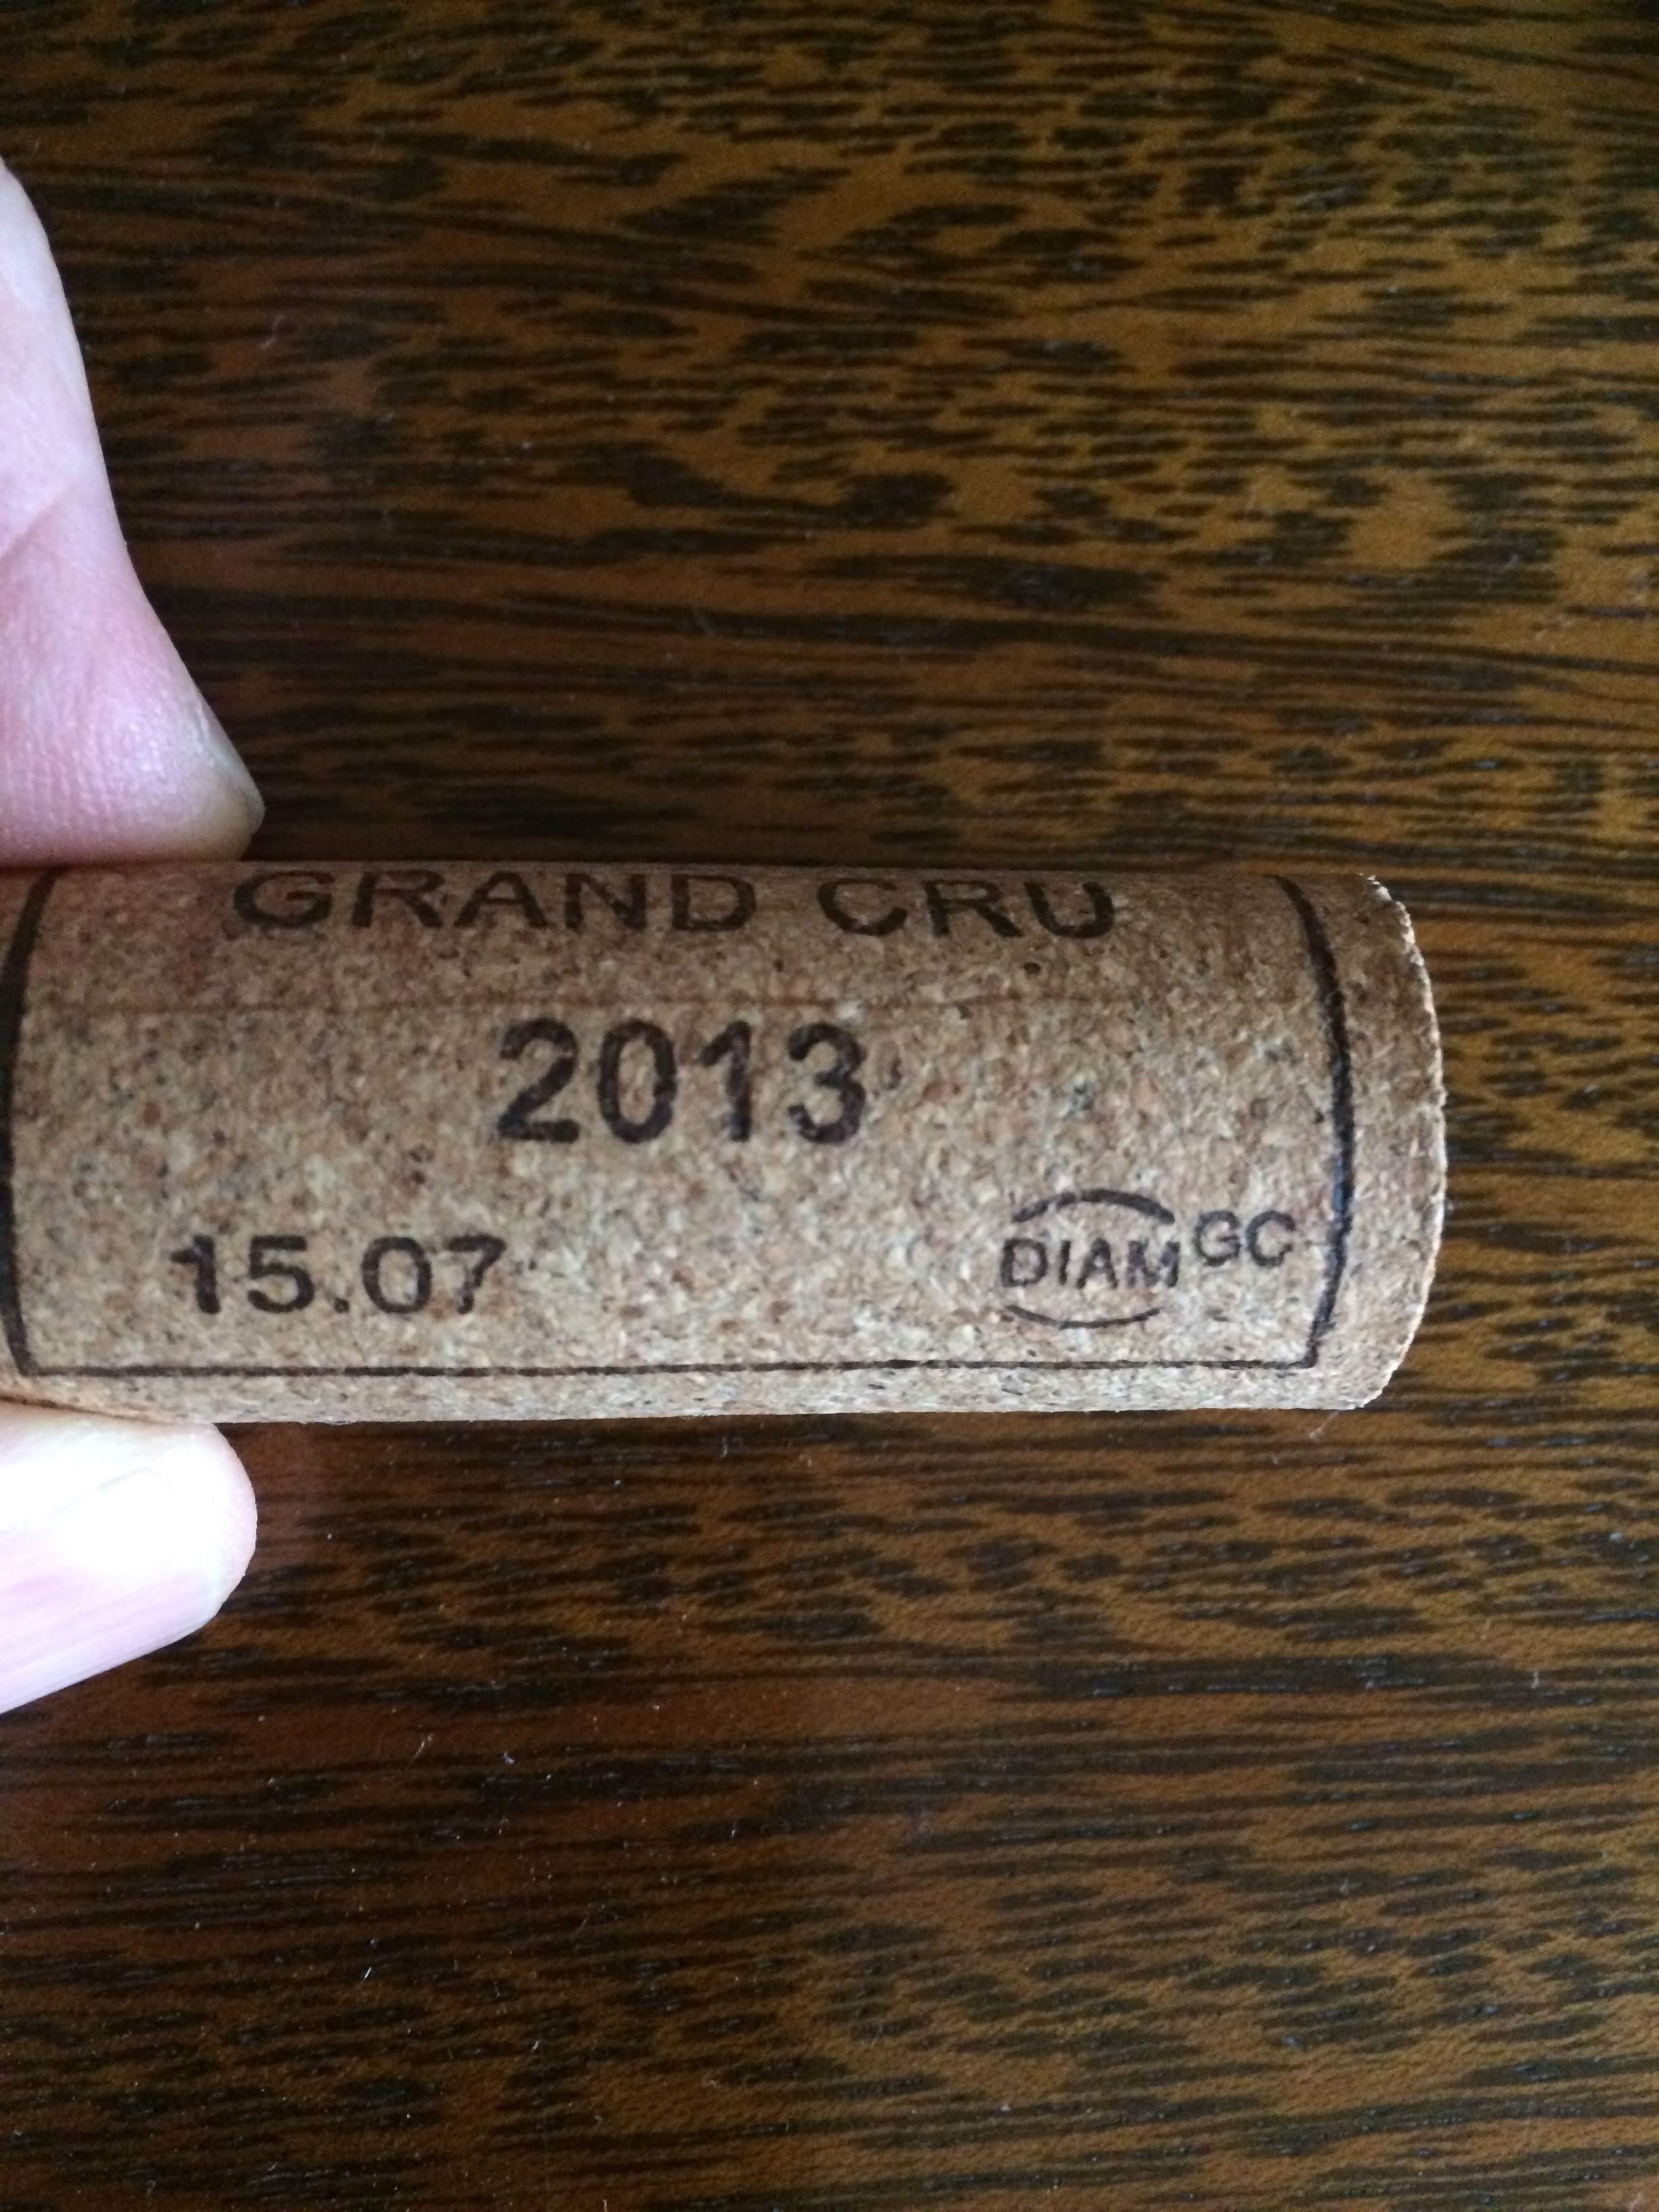 GRAND CRU
2013
15.07
DIAM GC